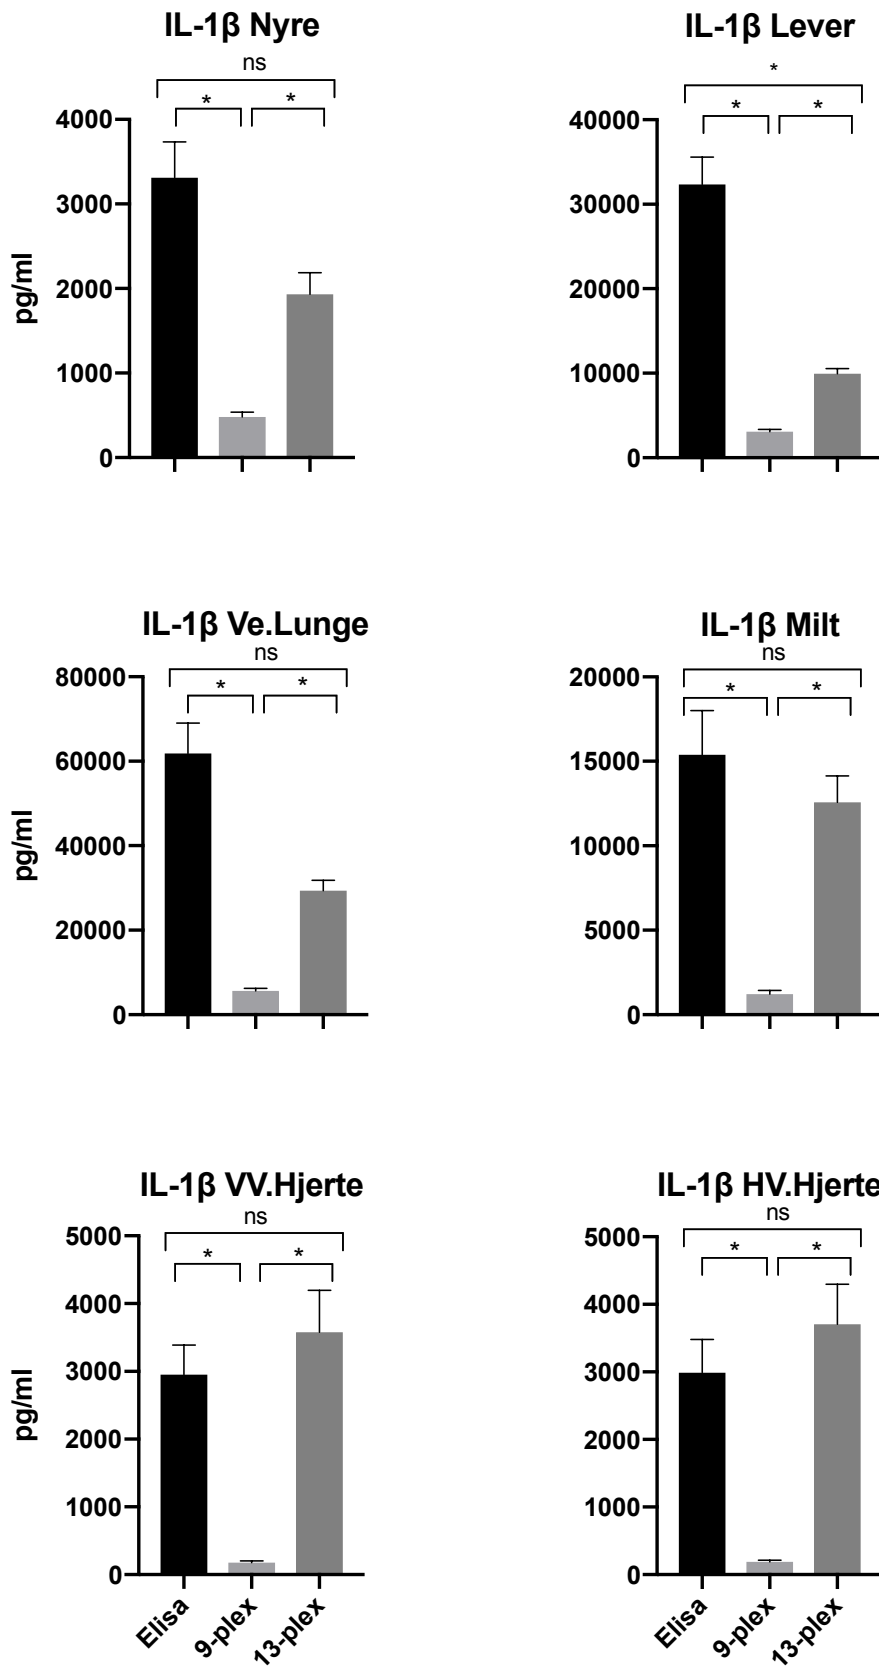 IL-1β Nyre
ns
* *
4000
3000
2000
1000
0
pg/ml
IL-1β Lever
*
* *
40000
30000
20000
10000
0
IL-1β Ve.Lunge
ns
* *
80000
60000
40000
20000
0
pg/ml
IL-1β Milt
ns
* *
20000
15000
10000
5000
0
IL-1β VV.Hjerte
ns
* *
5000
4000
3000
2000
1000
0
pg/ml
Elisa
9-plex
13-plex
IL-1β HV.Hjerte
ns
* *
5000
4000
3000
2000
1000
0
Elisa
9-plex
13-plex